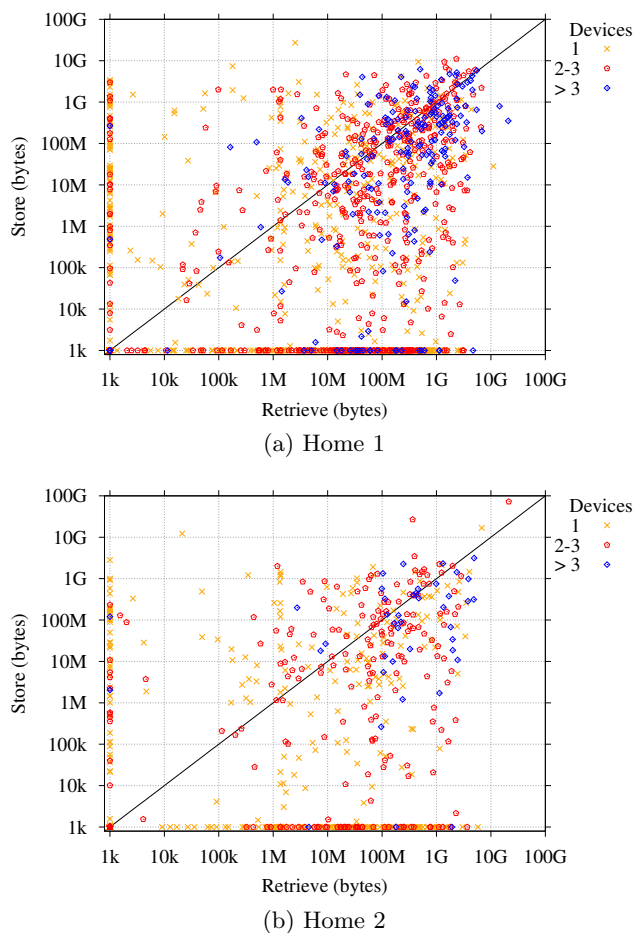 100G
10G
1G
100M
10M
1M
100k
10k
1k
Store (bytes)
1k 10k 100k 1M 10M 100M 1G 10G 100G
Retrieve (bytes)
Devices
1
2-3
> 3
(a) Home 1
100G
10G
1G
100M
10M
1M
100k
10k
1k
Store (bytes)
1k 10k 100k 1M 10M 100M 1G 10G 100G
Retrieve (bytes)
Devices
1
2-3
> 3
(b) Home 2